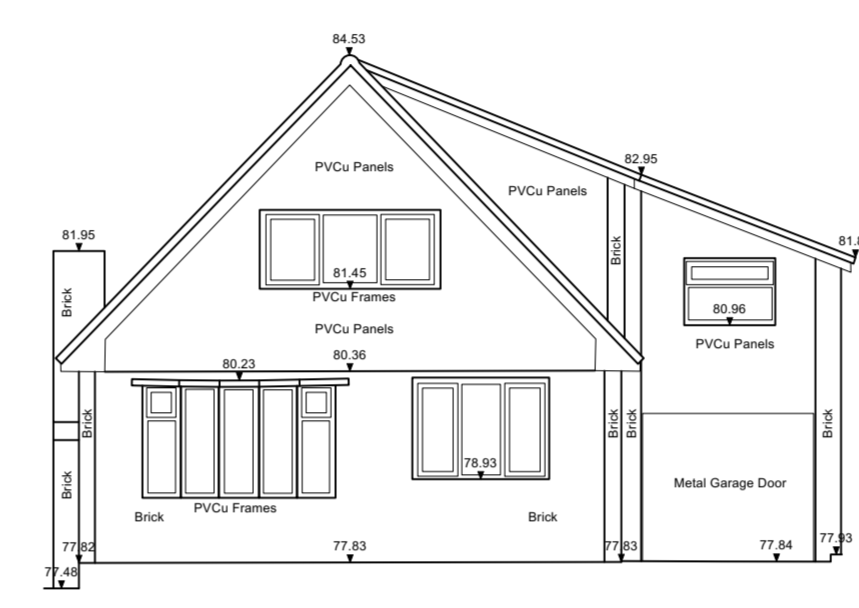 84.53
82.95
PVCu Panels
PVCu Panels
81.95
81.8
Brick
Brick
81.45
PVCu Frames
80.96
PVCu Panels
PVCu Panels
80.23
80.36
Brick
Brick
Brick
Brick
78.93
Brick
Metal Garage Door
PVCu Frames
Brick
Brick
77.82
77.83
77.83
77.84
77.93
77.48